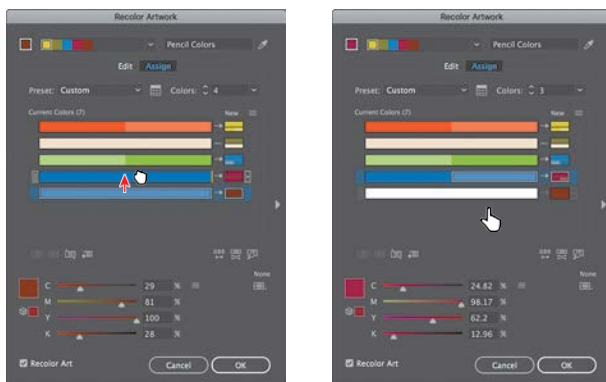 Recolor Artwork
Pencil Colors
Edit Assign
Preset: Custom Colors: 4
Current Colors (7) New
C 29 %
M 81 %
Y 100 %
K 28 %
None
Recolor Art Cancel OK
Recolor Artwork
Pencil Colors
Edit Assign
Preset: Custom Colors: 3
Current Colors (7) New
C 24.82 %
M 98.17 %
Y 62.2 %
K 12.96 %
None
Recolor Art Cancel OK